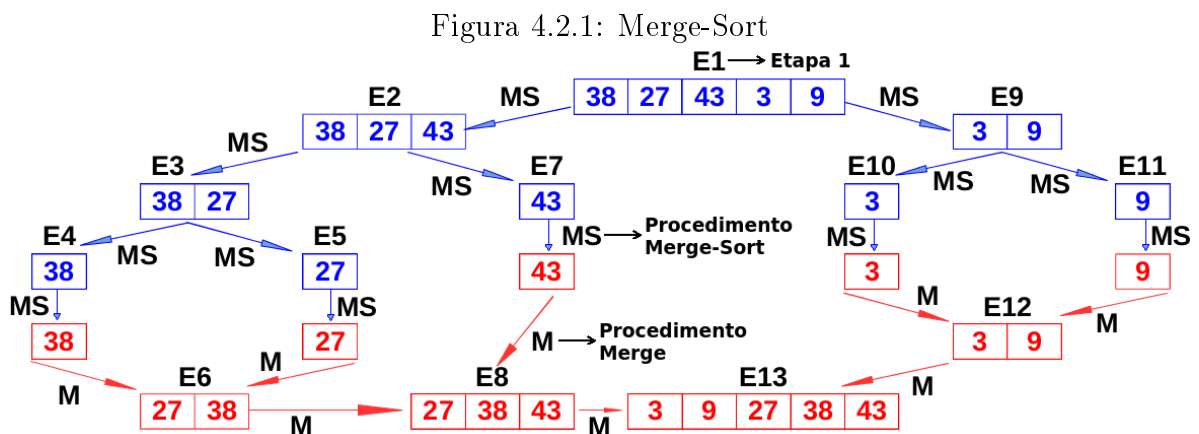 Figura 4.2.1: Merge-Sort
E1 Etapa 1
38 27 43 3 9
MS MS
E2 E9
38 27 43
3 9
MS MS MS MS
E3 E7 E10 E11
38 27
43
3
9
MS MS
E4 E5
MS Procedimento
Merge-Sort
MS MS
38
27
43
3
9
MS MS
38
27
M M
E12
3 9
M Procedimento
Merge
M M
E6 E8 E13
M
27 38
M
27 38 43
M
3 9 27 38 43